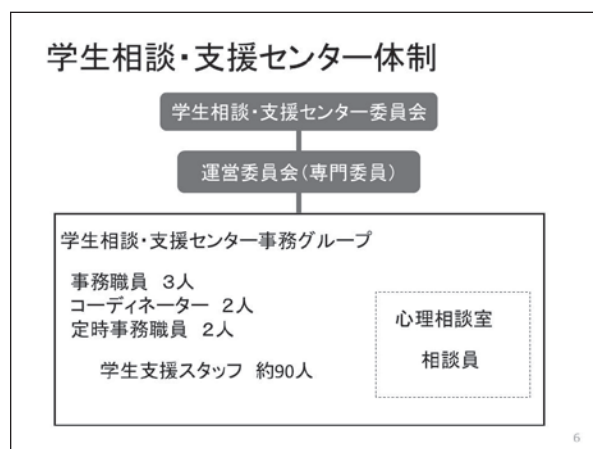 学生相談・支援センター体制
学生相談・支援センター委員会
運営委員会(専門委員)
学生相談・支援センター事務グループ
事務職員 3人
コーディネーター 2人
定時事務職員 2人
学生支援スタッフ 約90人
心理相談室
相談員
6